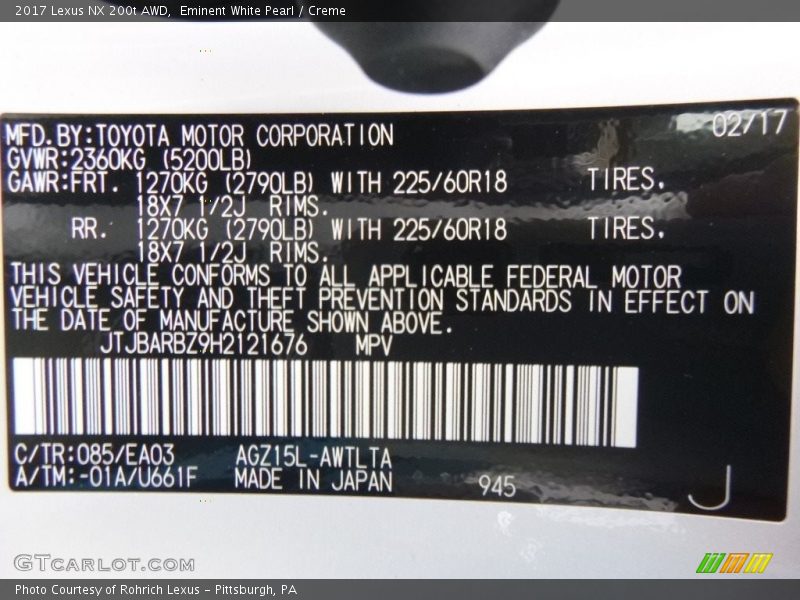 2017 Lexus NX 200t AWD,  Eminent White Pearl / Creme
02/17
MFD.BY:TOYOTA MOTOR CORPORATION
GVWR:2360KG (5200LB)
GAWR:FRT. 1270KG (2790LB) WITH 225/60R18 TIRES.
18X7 1/2J RIMS.
RR. 1270KG (2790LB) WITH 225/60R18 TIRES.
18X7 1/2J RIMS.
THIS VEHICLE CONFORMS TO ALL APPLICABLE FEDERAL MOTOR
VEHICLE SAFETY AND THEFT PREVENTION STANDARDS IN EFFECT ON
THE DATE OF MANUFACTURE SHOWN ABOVE.
JTJBARBZ9H2121676 MPV
C/TR:085/EA03 AGZ15L-AWTLTA
A/TM:-01A/U661F MADE IN JAPAN 945 J
GTCARLOT.COM
Photo Courtesy of Rohrich Lexus – Pittsburgh, PA